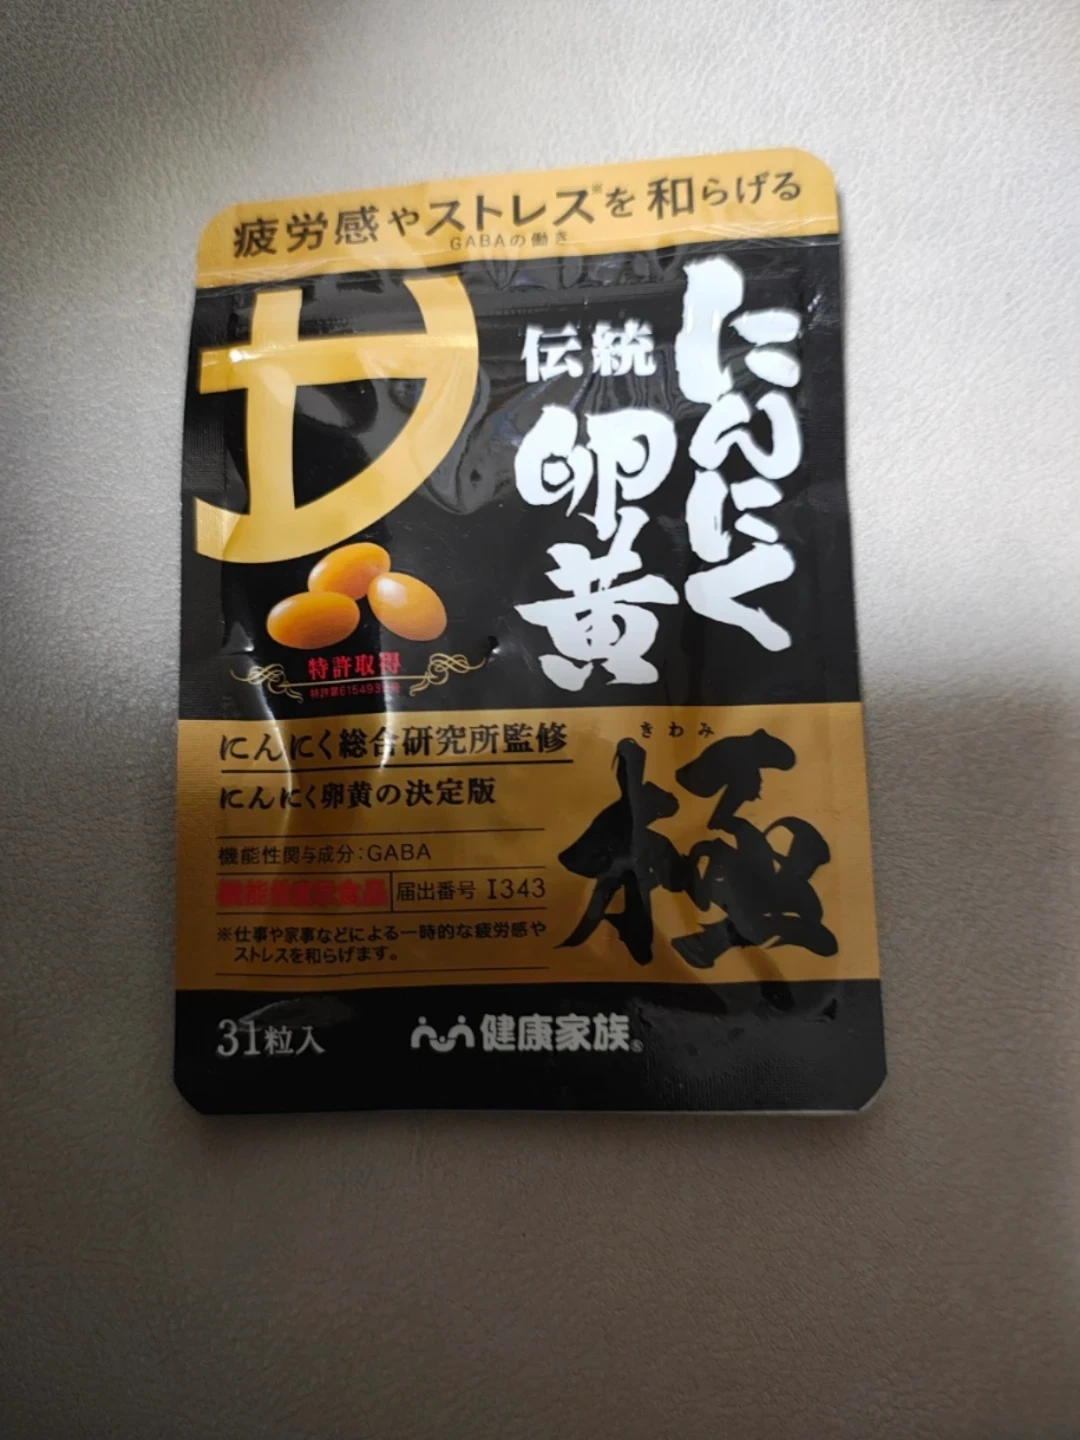 疲労感やストレス※を和らげる
GABAの働き
伝統
にんにく
卵黄
特許取得
にんにく総合研究所監修
にんにく卵黄の決定版
きわみ
極
機能性関与成分:GABA
機能性表示食品 届出番号 I343
※仕事や家事などによる一時的な疲労感や
ストレスを和らげます。
31粒入
健康家族®